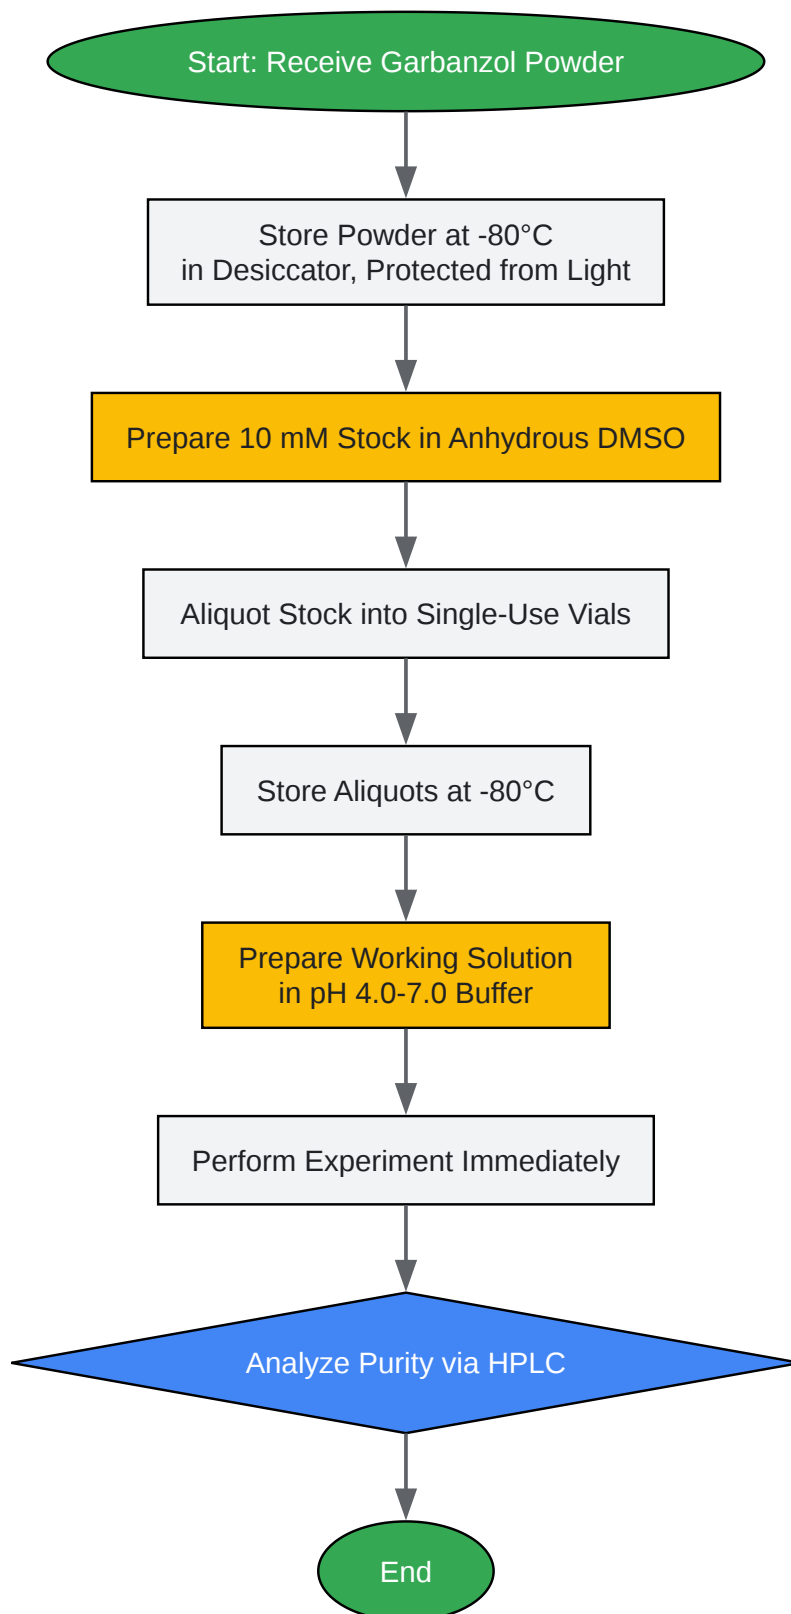 Start: Receive Garbanzol Powder
Store Powder at -80°C
in Desiccator, Protected from Light
Prepare 10 mM Stock in Anhydrous DMSO
Aliquot Stock into Single-Use Vials
Store Aliquots at -80°C
Prepare Working Solution
in pH 4.0-7.0 Buffer
Perform Experiment Immediately
Analyze Purity via HPLC
End